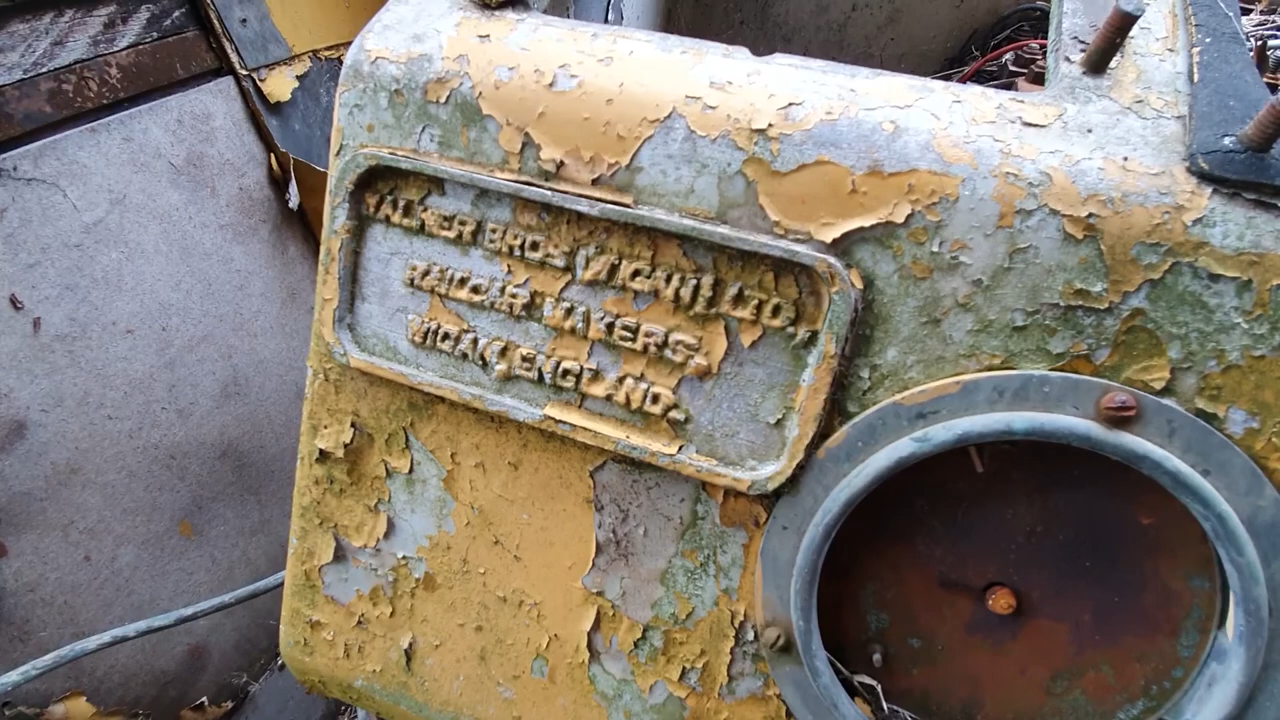 WALKER BROS (WIGAN) LTD.,
RAILCAR MAKERS.
WIGAN, ENGLAND.